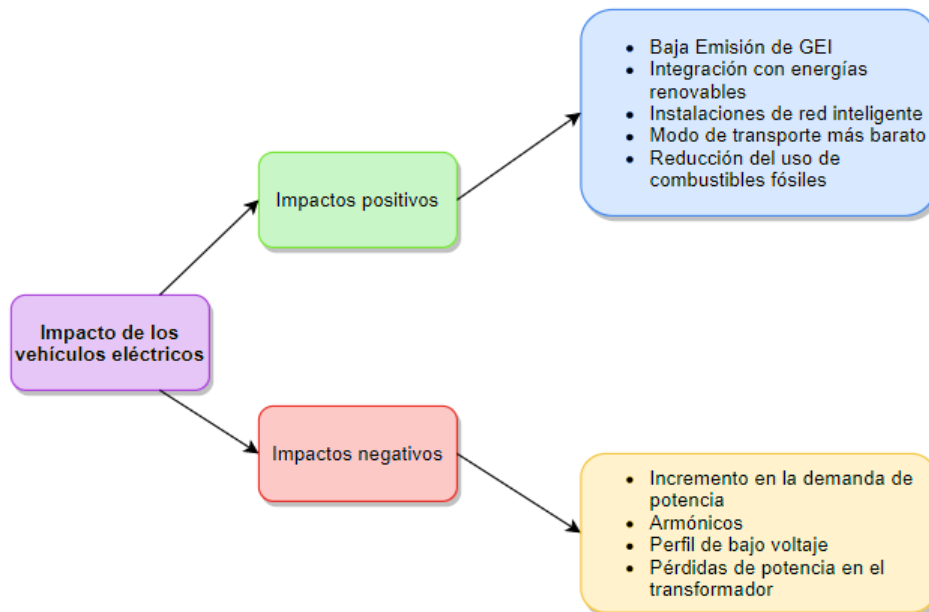 • Baja Emisión de GEI
• Integración con energías
renovables
• Instalaciones de red inteligente
• Modo de transporte más barato
• Reducción del uso de
combustibles fósiles
Impactos positivos
Impacto de los
vehículos eléctricos
Impactos negativos
• Incremento en la demanda de
potencia
• Armónicos
• Perfil de bajo voltaje
• Pérdidas de potencia en el
transformador